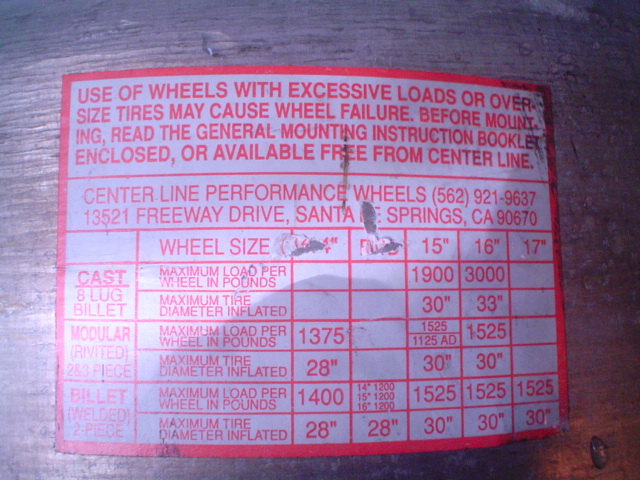 USE OF WHEELS WITH EXCESSIVE LOADS OR OVER-
SIZE TIRES MAY CAUSE WHEEL FAILURE. BEFORE MOUNT-
ING, READ THE GENERAL MOUNTING INSTRUCTION BOOKLET
ENCLOSED, OR AVAILABLE FREE FROM CENTER LINE.
CENTER LINE PERFORMANCE WHEELS (562) 921-9637
13521 FREEWAY DRIVE, SANTA FE SPRINGS, CA 90670
WHEEL SIZE 15" 16" 17"
CAST
8 LUG
BILLET
MAXIMUM LOAD PER
WHEEL IN POUNDS
1900 3000
MAXIMUM TIRE
DIAMETER INFLATED
30" 33"
MODULAR
(RIVITED)
2&3 PIECE
MAXIMUM LOAD PER
WHEEL IN POUNDS
1375
1525
1125 AD
1525
MAXIMUM TIRE
DIAMETER INFLATED
28" 30" 30"
BILLET
(WELDED)
2 PIECE
MAXIMUM LOAD PER
WHEEL IN POUNDS
1400
14" 1200
15" 1200
16" 1200
1525 1525 1525
MAXIMUM TIRE
DIAMETER INFLATED
28" 28" 30" 30" 30"